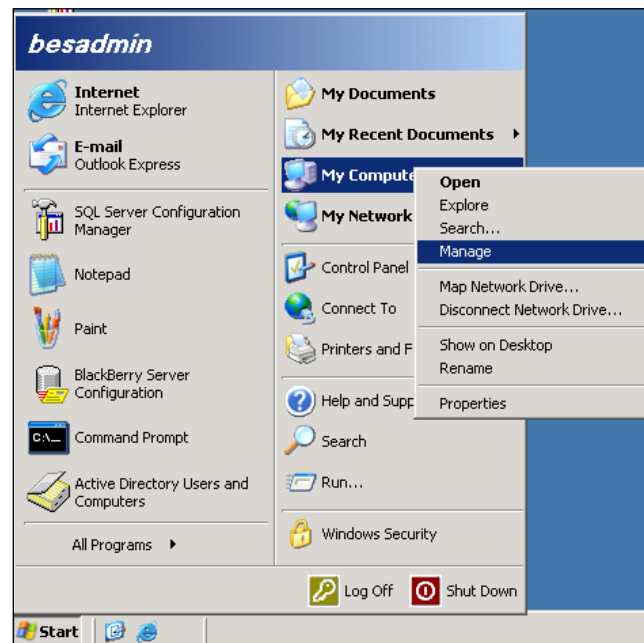 besadmin
Internet
Internet Explorer
E-mail
Outlook Express
SQL Server Configuration
Manager
Notepad
Paint
BlackBerry Server
Configuration
C:\_
Command Prompt
Active Directory Users and
Computers
All Programs
My Documents
My Recent Documents
My Compute
My Network
Control Panel
Connect To
Printers and F
Help and Supp
Search
Run...
Windows Security
Open
Explore
Search...
Manage
Map Network Drive...
Disconnect Network Drive...
Show on Desktop
Rename
Properties
Log Off
Shut Down
Start